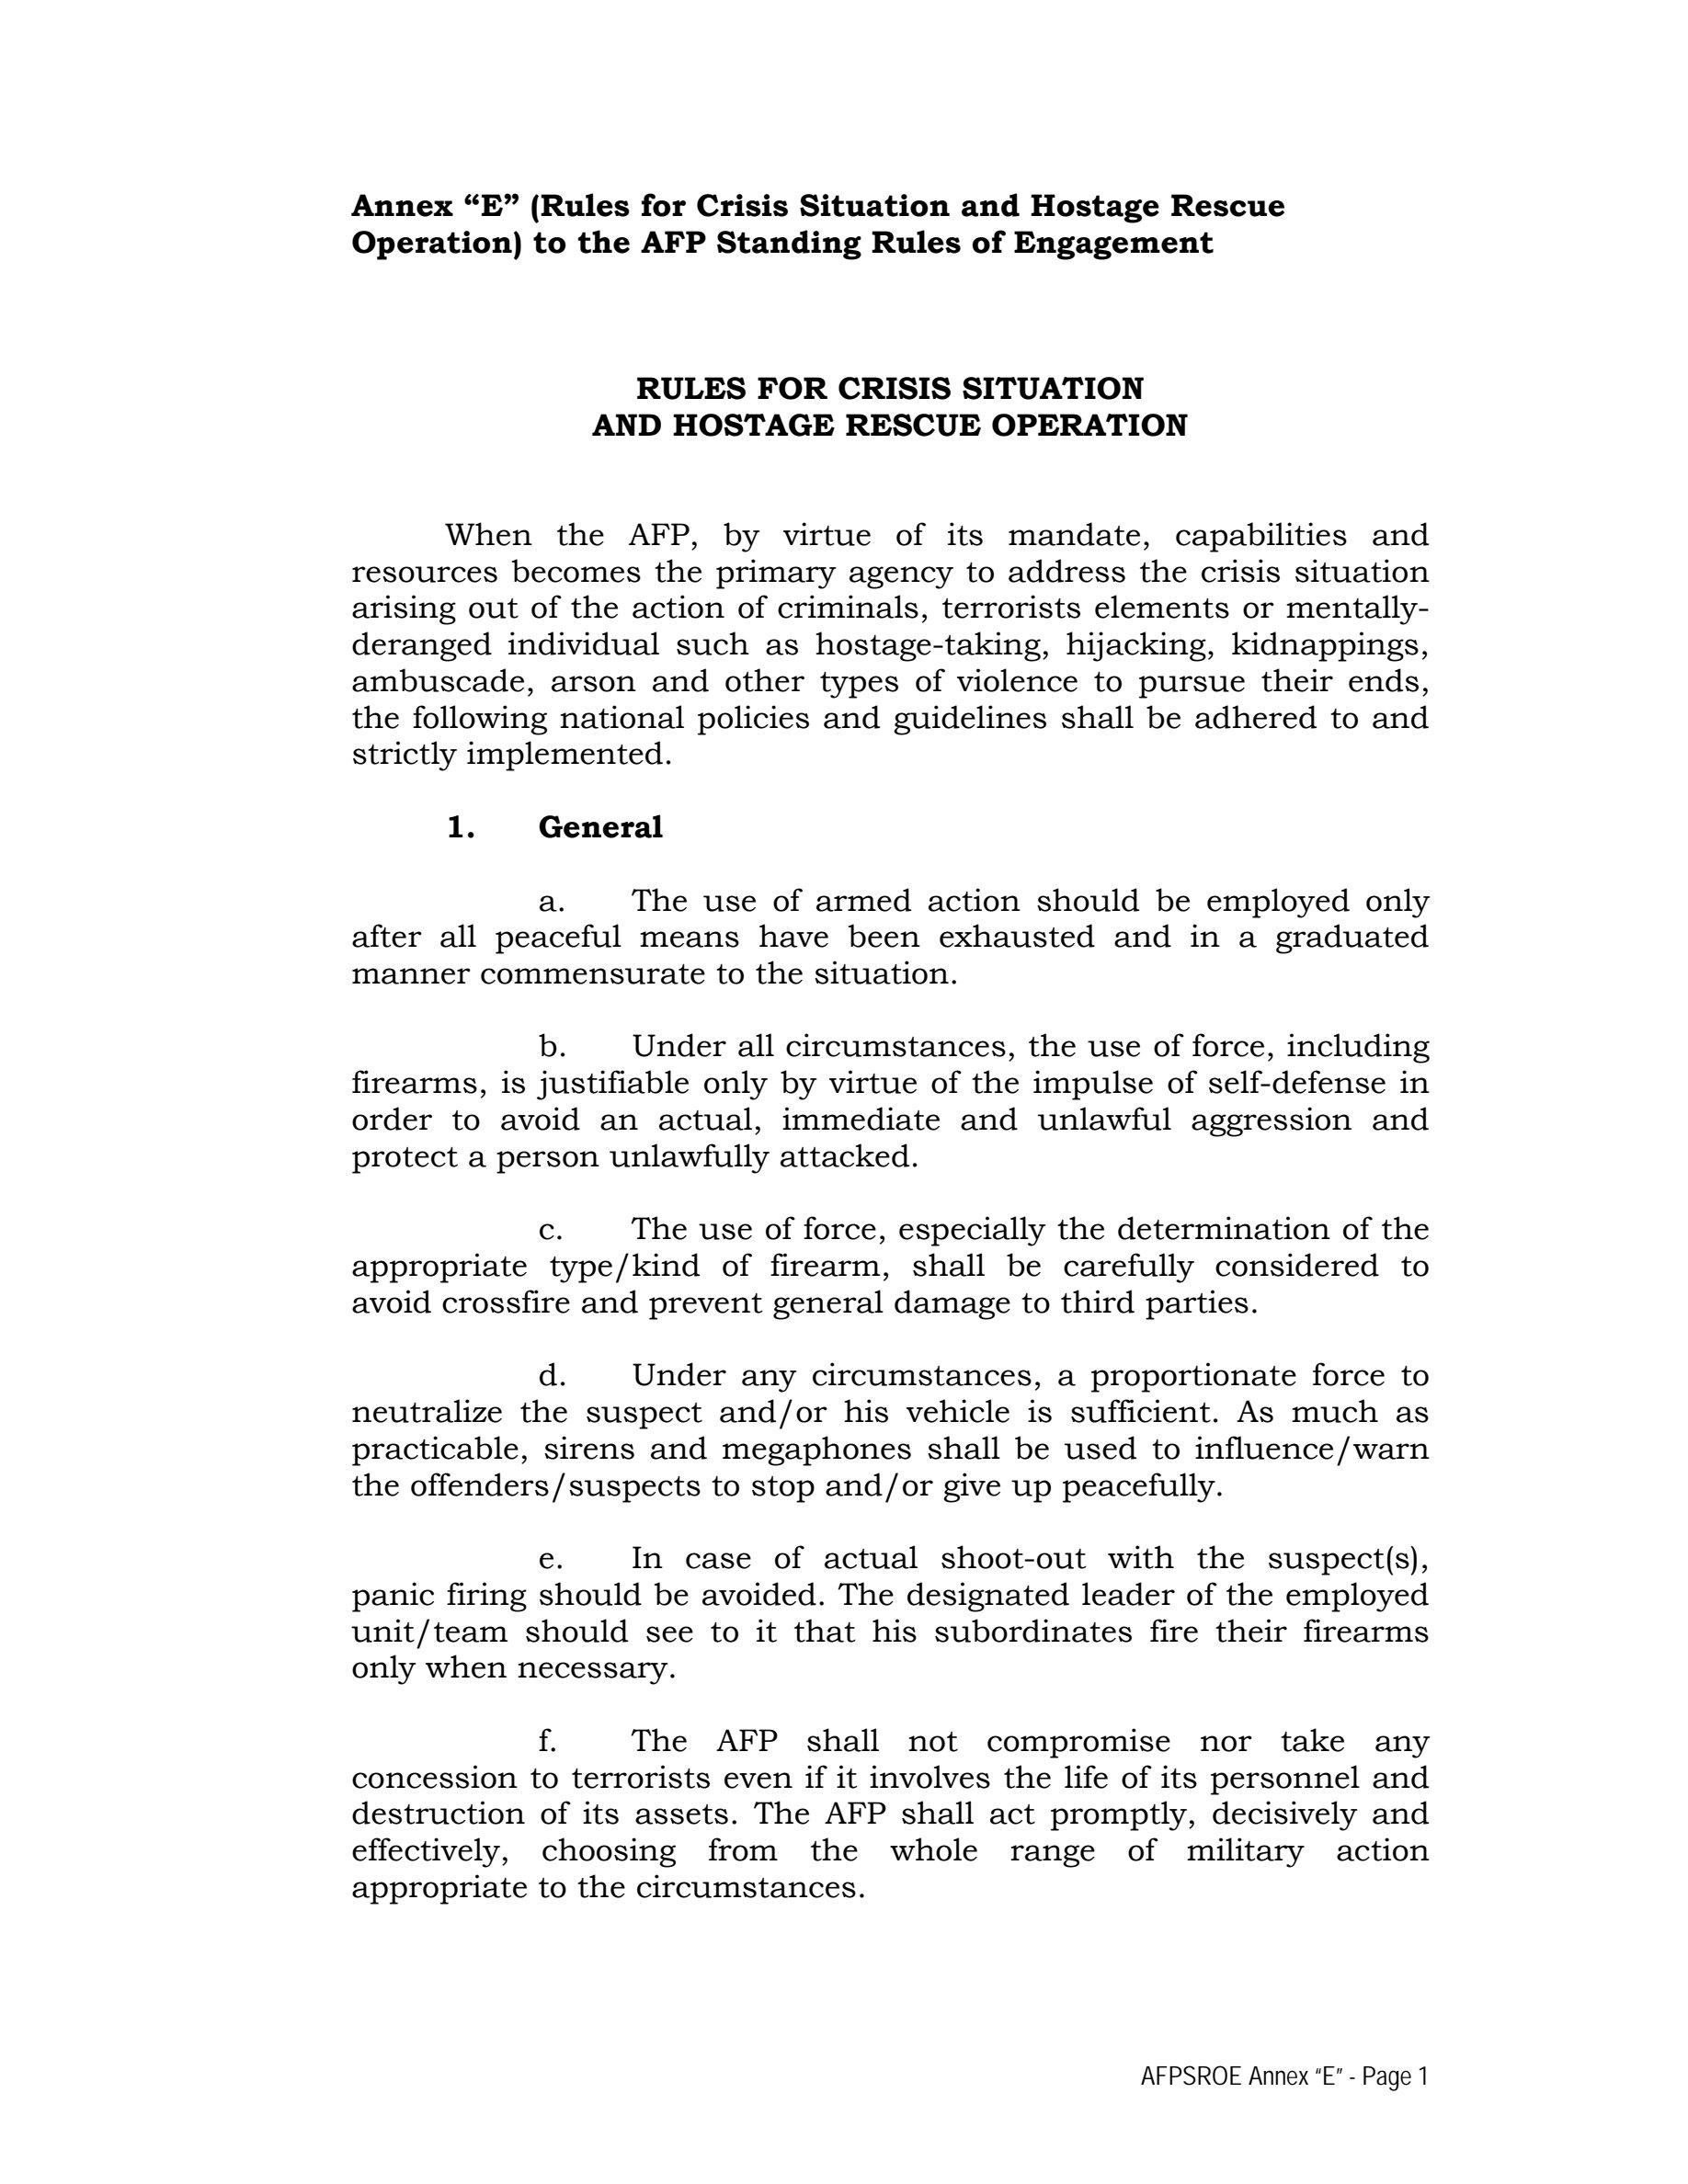 Annex “E” (Rules for Crisis Situation and Hostage Rescue
Operation) to the AFP Standing Rules of Engagement
RULES FOR CRISIS SITUATION
AND HOSTAGE RESCUE OPERATION
When the AFP, by virtue of its mandate, capabilities and
resources becomes the primary agency to address the crisis situation
arising out of the action of criminals, terrorists elements or mentally-
deranged individual such as hostage-taking, hijacking, kidnappings,
ambuscade, arson and other types of violence to pursue their ends,
the following national policies and guidelines shall be adhered to and
strictly implemented.
1. General
a. The use of armed action should be employed only
after all peaceful means have been exhausted and in a graduated
manner commensurate to the situation.
b. Under all circumstances, the use of force, including
firearms, is justifiable only by virtue of the impulse of self-defense in
order to avoid an actual, immediate and unlawful aggression and
protect a person unlawfully attacked.
c. The use of force, especially the determination of the
appropriate type/kind of firearm, shall be carefully considered to
avoid crossfire and prevent general damage to third parties.
d. Under any circumstances, a proportionate force to
neutralize the suspect and/or his vehicle is sufficient. As much as
practicable, sirens and megaphones shall be used to influence/warn
the offenders/suspects to stop and/or give up peacefully.
e. In case of actual shoot-out with the suspect(s),
panic firing should be avoided. The designated leader of the employed
unit/team should see to it that his subordinates fire their firearms
only when necessary.
f. The AFP shall not compromise nor take any
concession to terrorists even if it involves the life of its personnel and
destruction of its assets. The AFP shall act promptly, decisively and
effectively, choosing from the whole range of military action
appropriate to the circumstances.
AFPSROE Annex “E” - Page 1